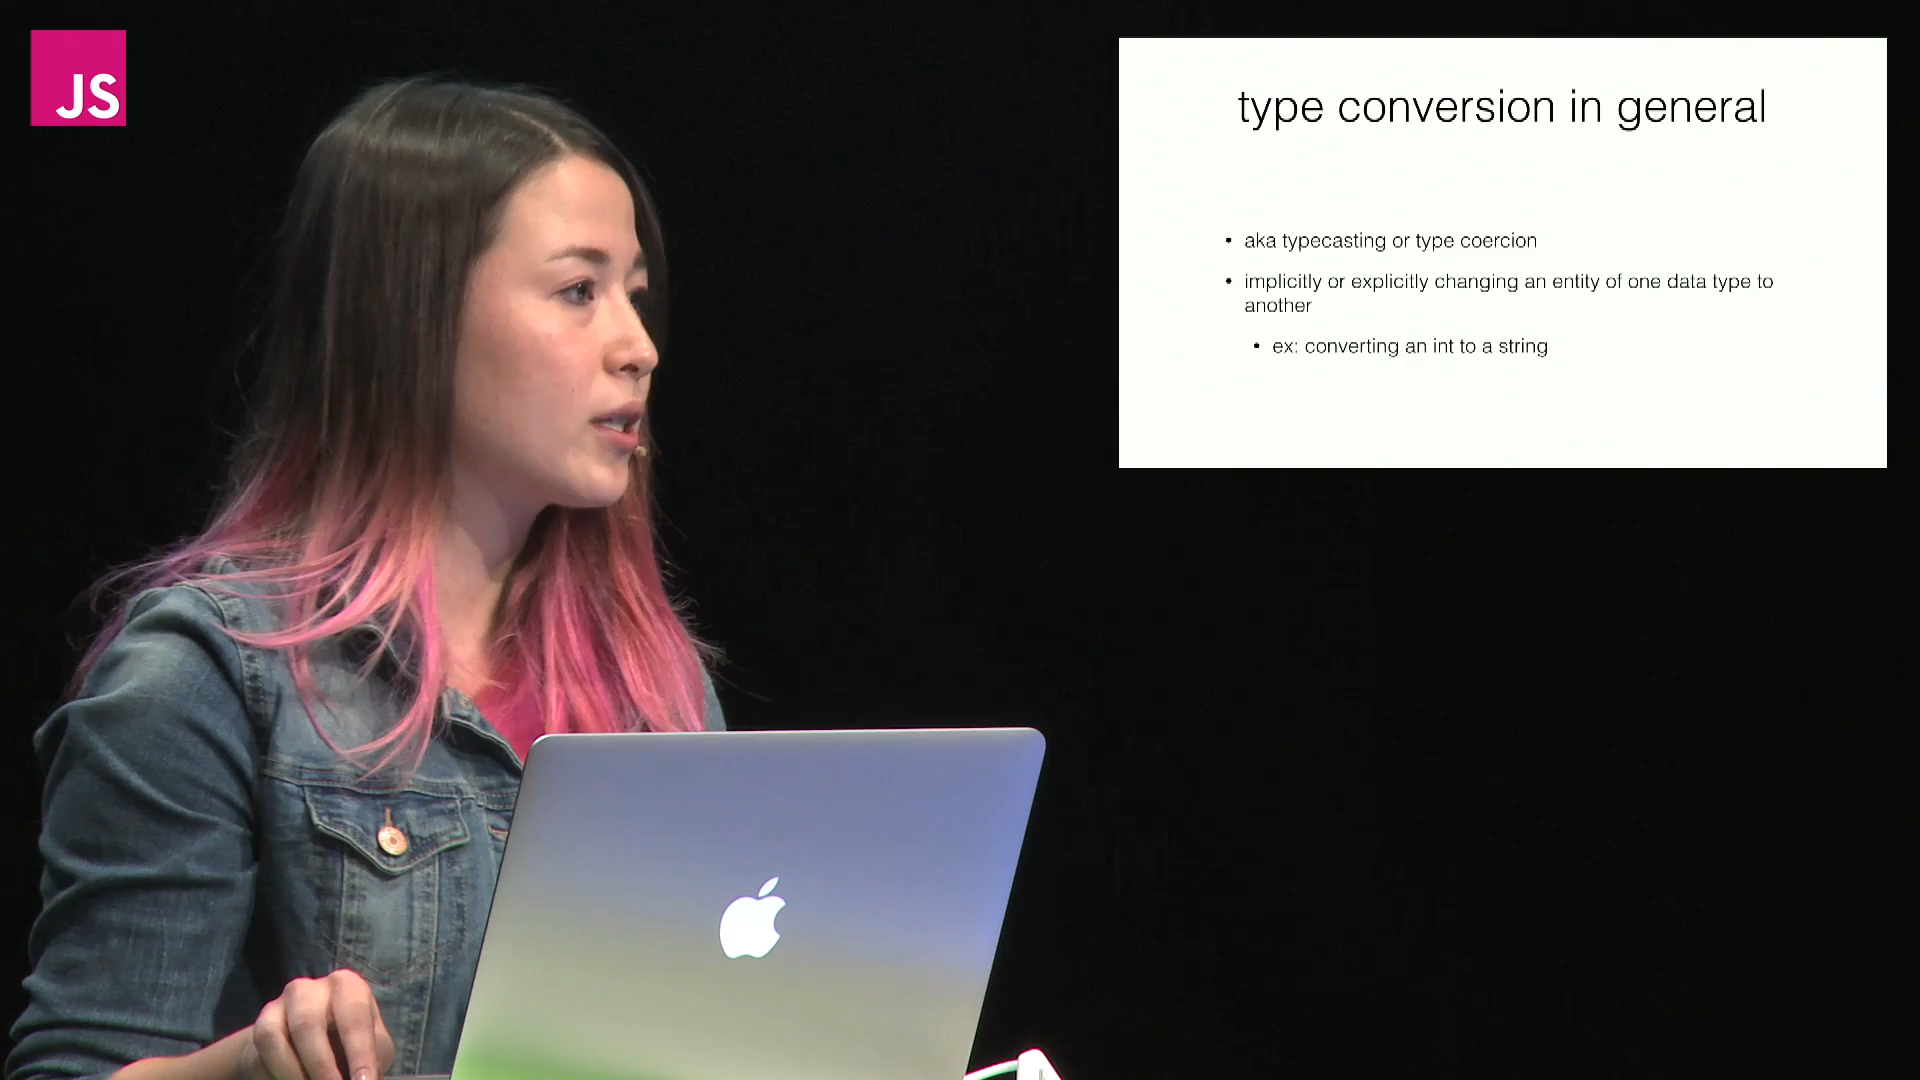 JS
type conversion in general
• aka typecasting or type coercion
• implicitly or explicitly changing an entity of one data type to
another
• ex: converting an int to a string